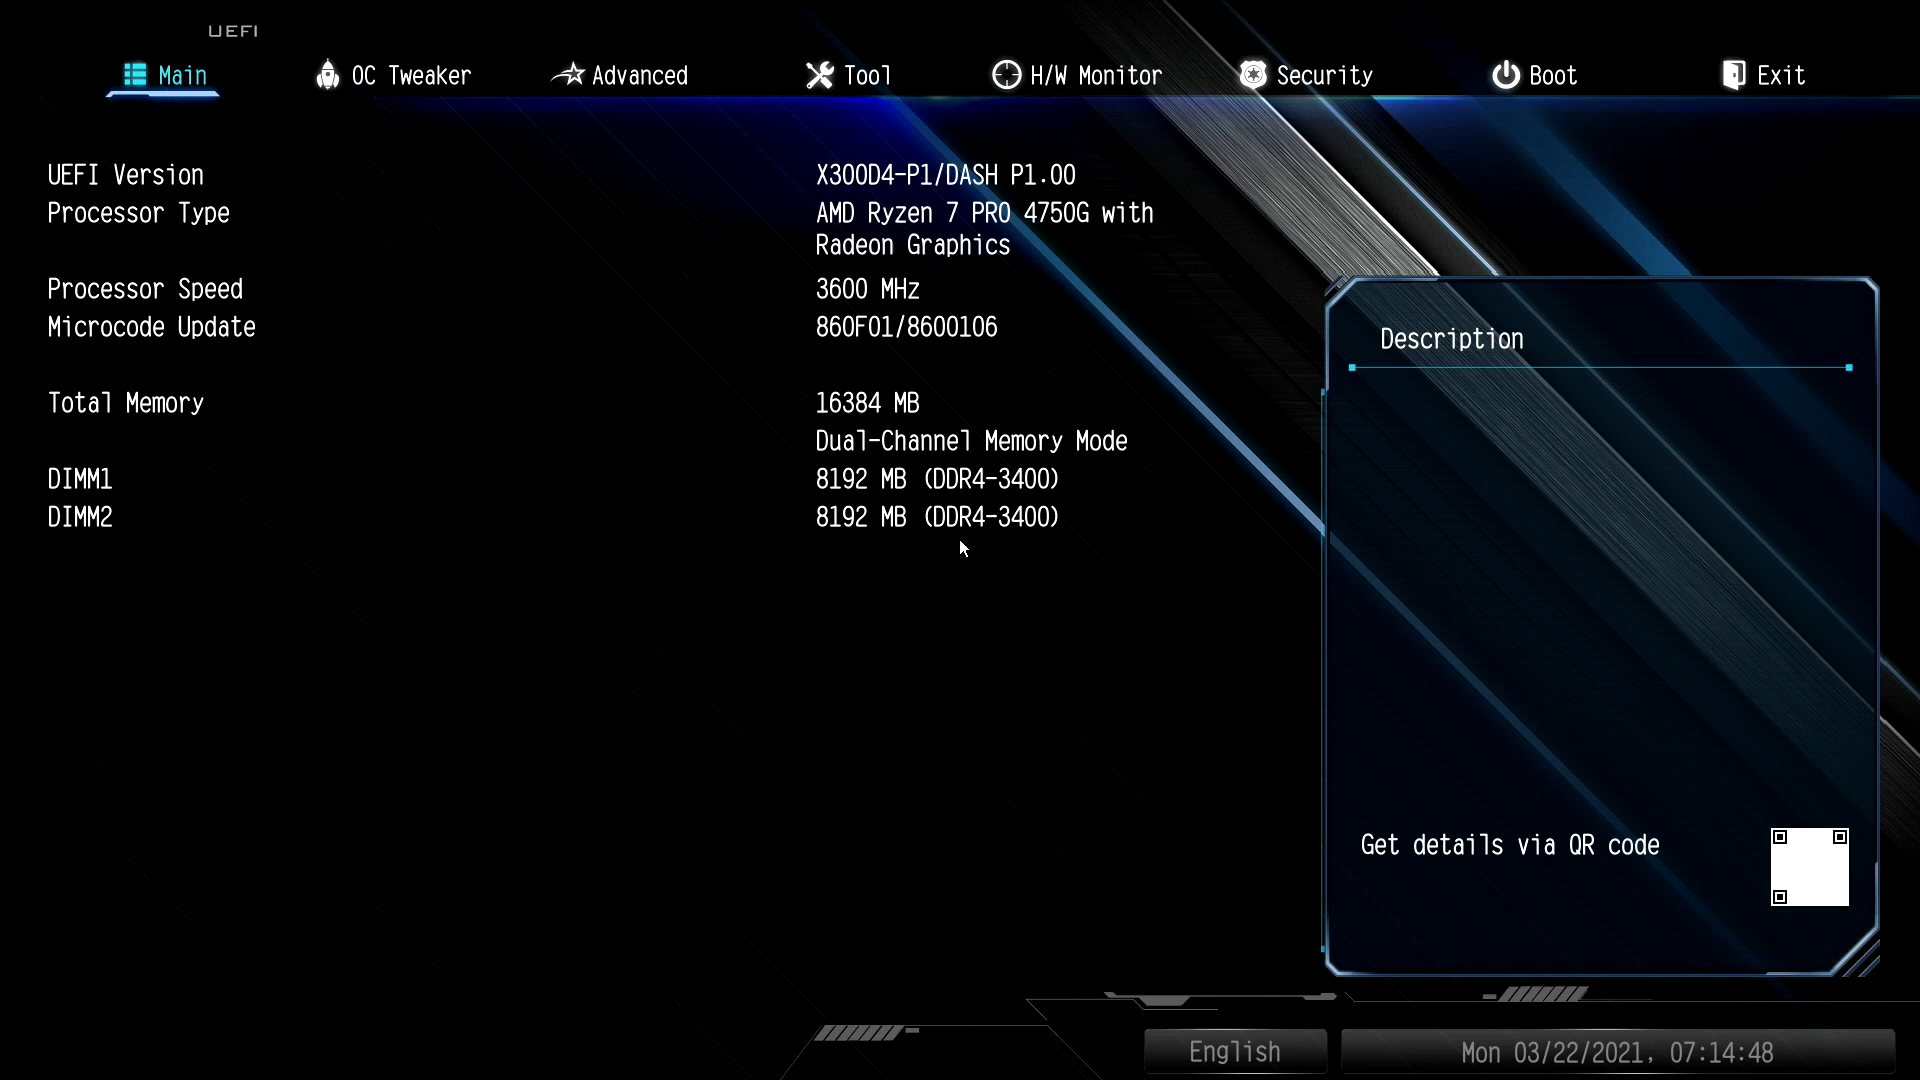 UEFI
Main OC Tweaker Advanced Tool H/W Monitor Security Boot Exit
UEFI Version X300D4-P1/DASH P1.00
Processor Type AMD Ryzen 7 PRO 4750G with
Radeon Graphics
Processor Speed 3600 MHz
Microcode Update 860F01/8600106
Total Memory 16384 MB
Dual-Channel Memory Mode
DIMM1 8192 MB (DDR4-3400)
DIMM2 8192 MB (DDR4-3400)
Description
Get details via QR code
English Mon 03/22/2021, 07:14:48